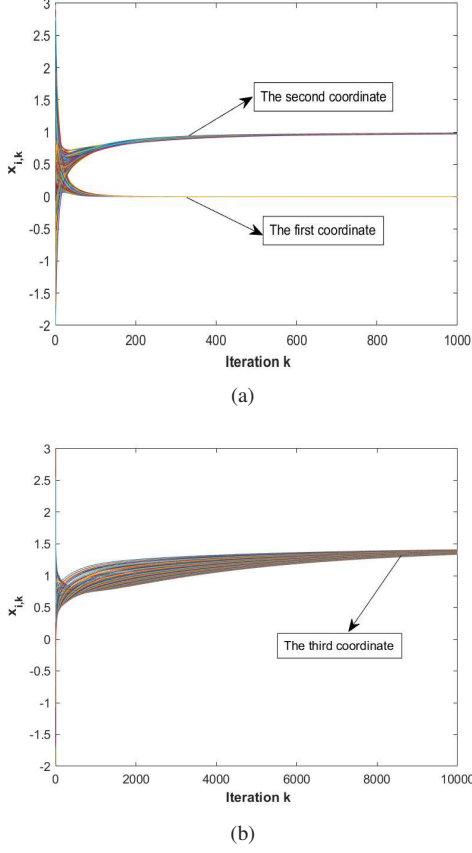 3
2.5
2
1.5
1
0.5
0
-0.5
-1
-1.5
-2
x_{i,k}
The second coordinate
The first coordinate
0 200 400 600 800 1000
Iteration k
(a)
3
2.5
2
1.5
1
0.5
0
-0.5
-1
-1.5
-2
x_{i,k}
The third coordinate
0 2000 4000 6000 8000 10000
Iteration k
(b)